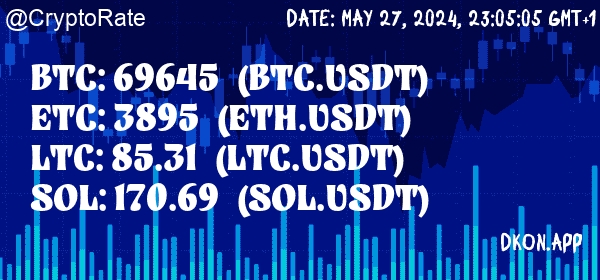 @CryptoRate
DATE: MAY 27, 2024, 23:05:05 GMT+1
BTC: 69645 (BTC.USDT)
ETC: 3895 (ETH.USDT)
LTC: 85.31 (LTC.USDT)
SOL: 170.69 (SOL.USDT)
DKON.APP